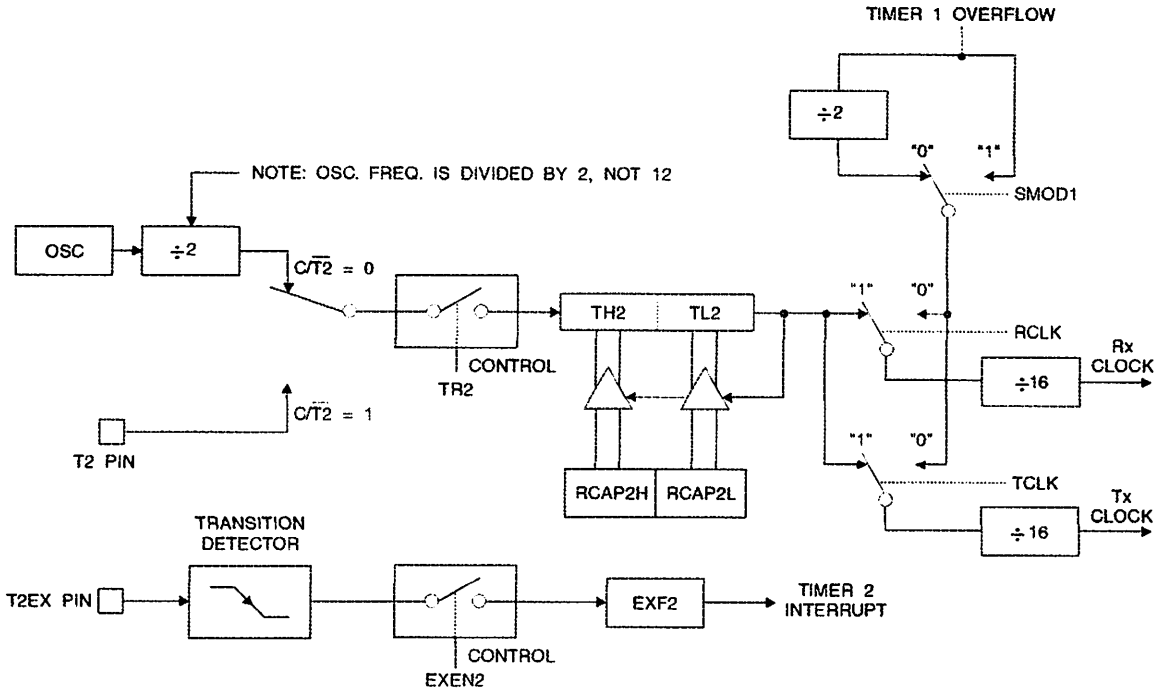 TIMER 1 OVERFLOW
÷2
"0" "1"
NOTE: OSC. FREQ. IS DIVIDED BY 2, NOT 12
SMOD1
OSC
÷2
C/T̅2̅ = 0
TH2 TL2
"1" "0"
RCLK
Rx
CLOCK
÷16
CONTROL
TR2
C/T̅2̅ = 1
T2 PIN
"1" "0"
RCAP2H RCAP2L
TCLK
Tx
CLOCK
÷16
TRANSITION
DETECTOR
T2EX PIN
EXF2
TIMER 2
INTERRUPT
CONTROL
EXEN2